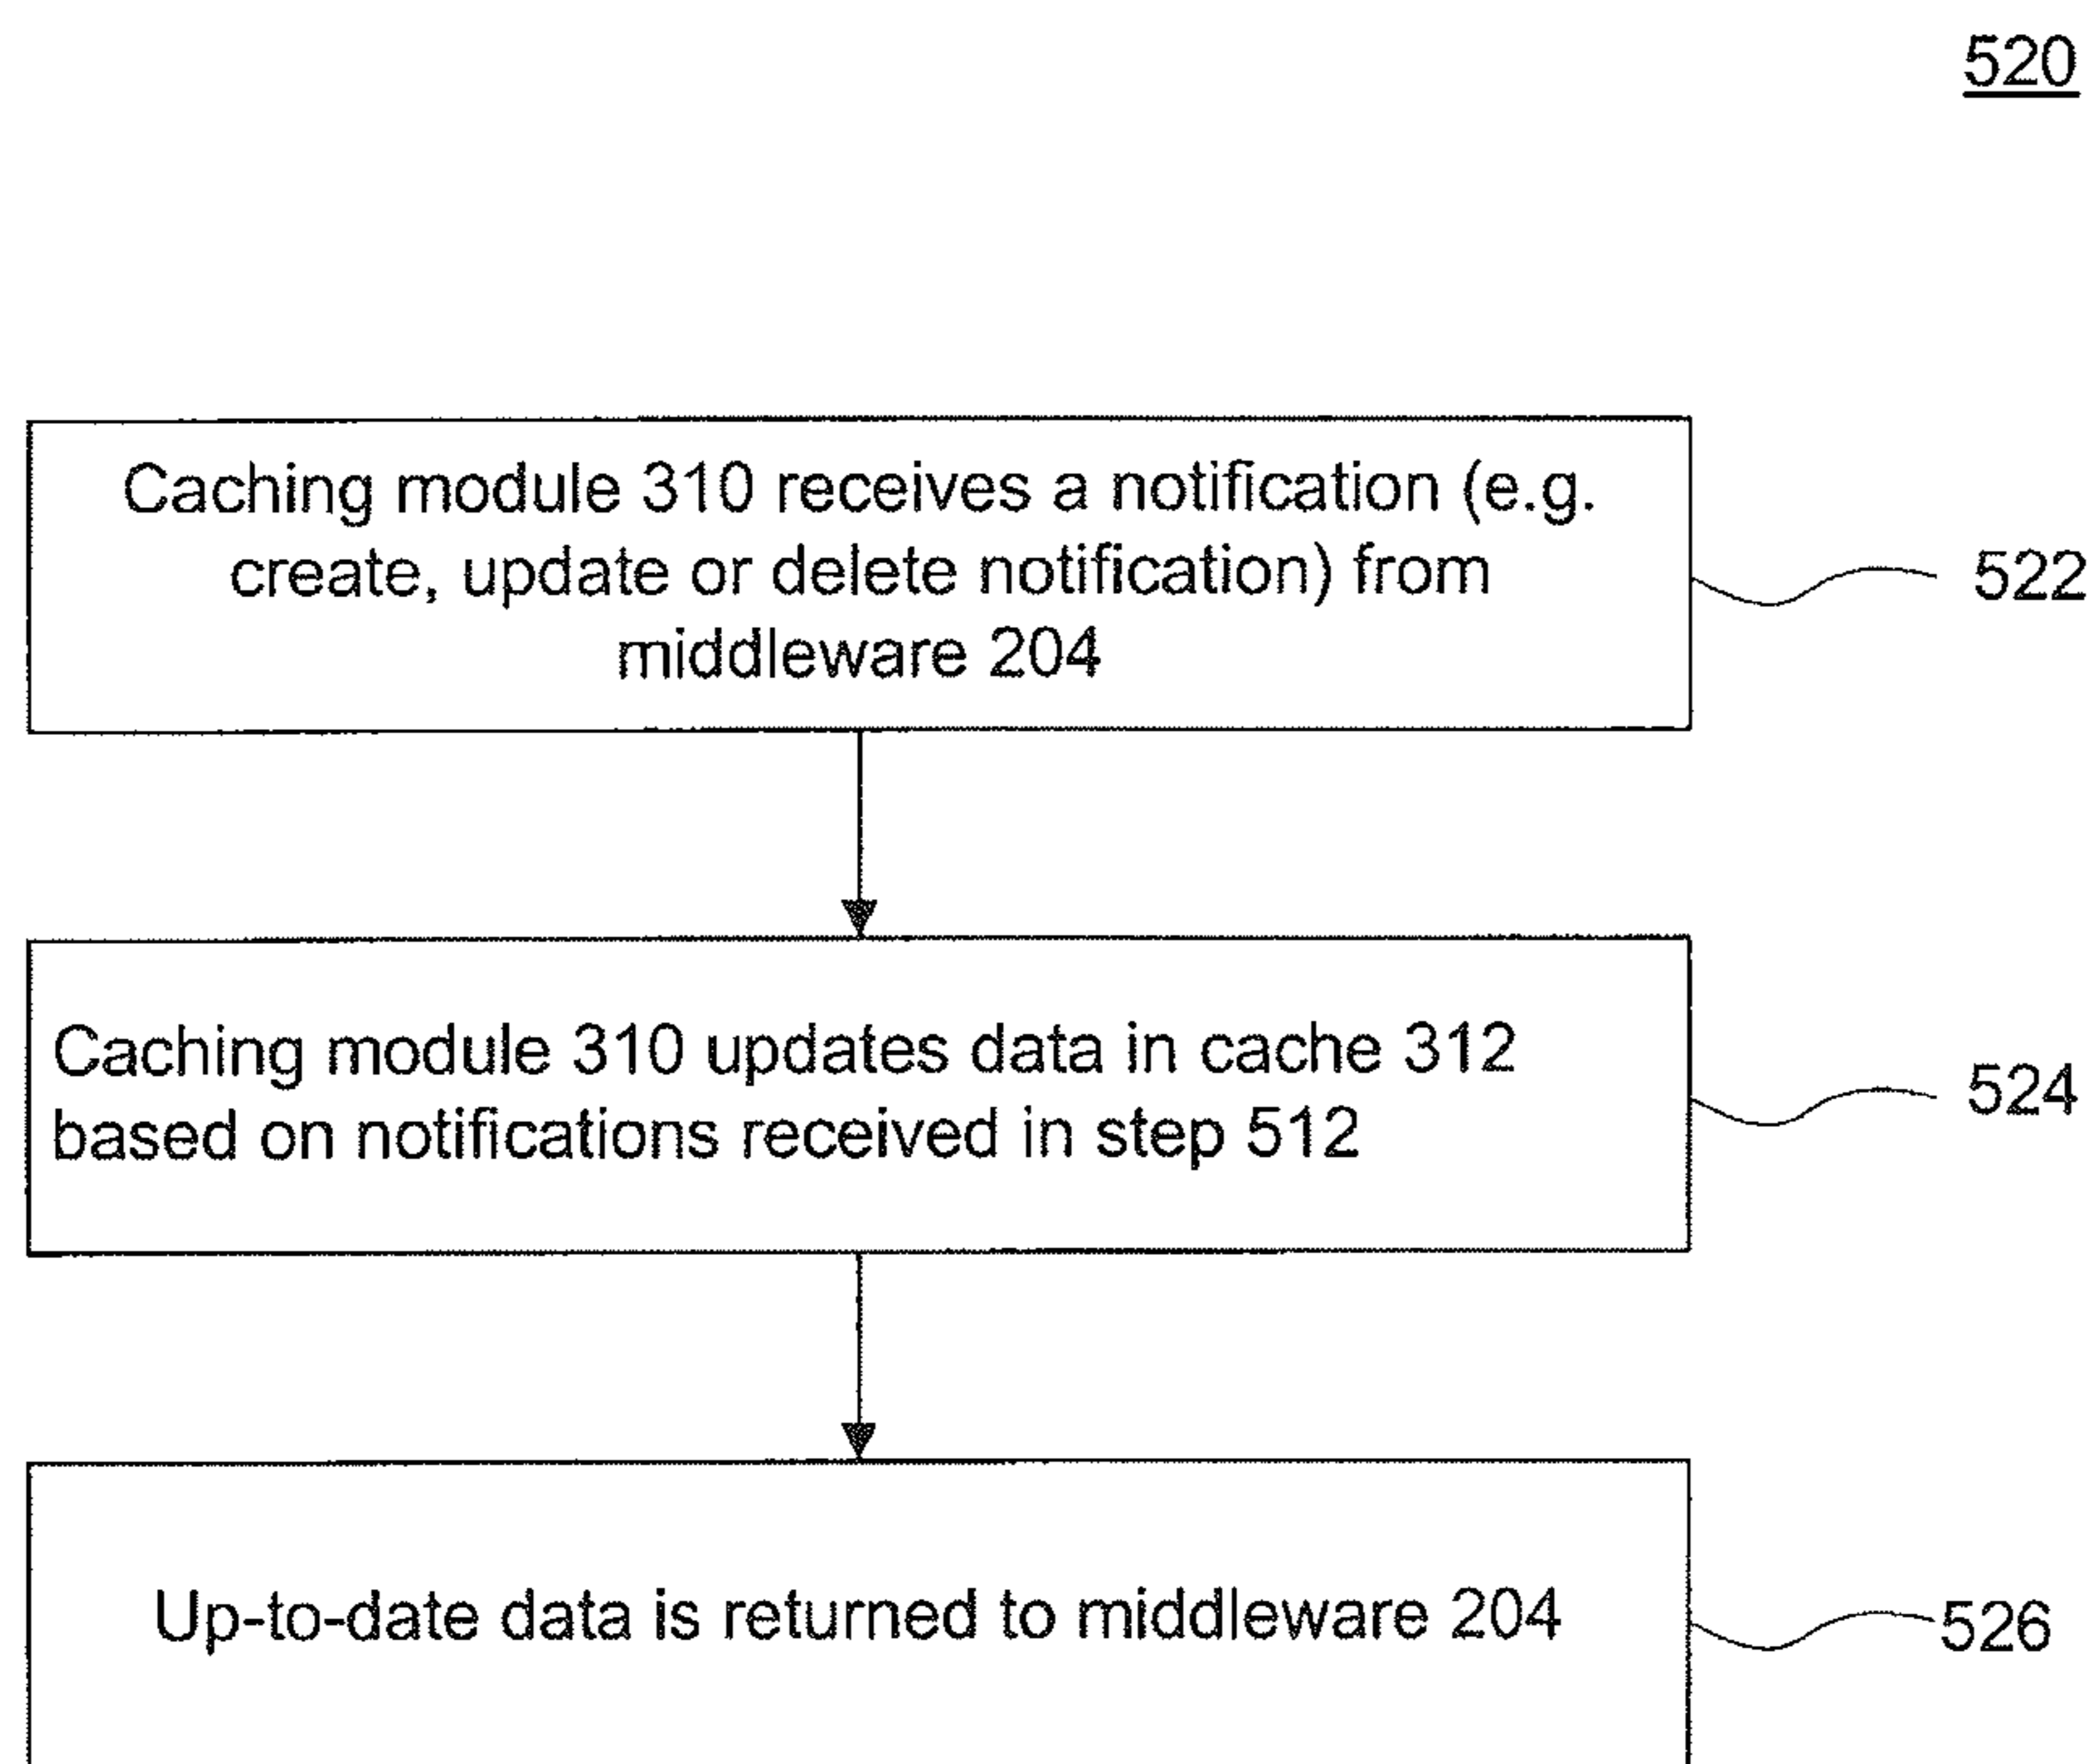 520
Caching module 310 receives a notification (e.g.
create, update or delete notification) from
middleware 204
522
Caching module 310 updates data in cache 312
based on notifications received in step 512
524
Up-to-date data is returned to middleware 204
526